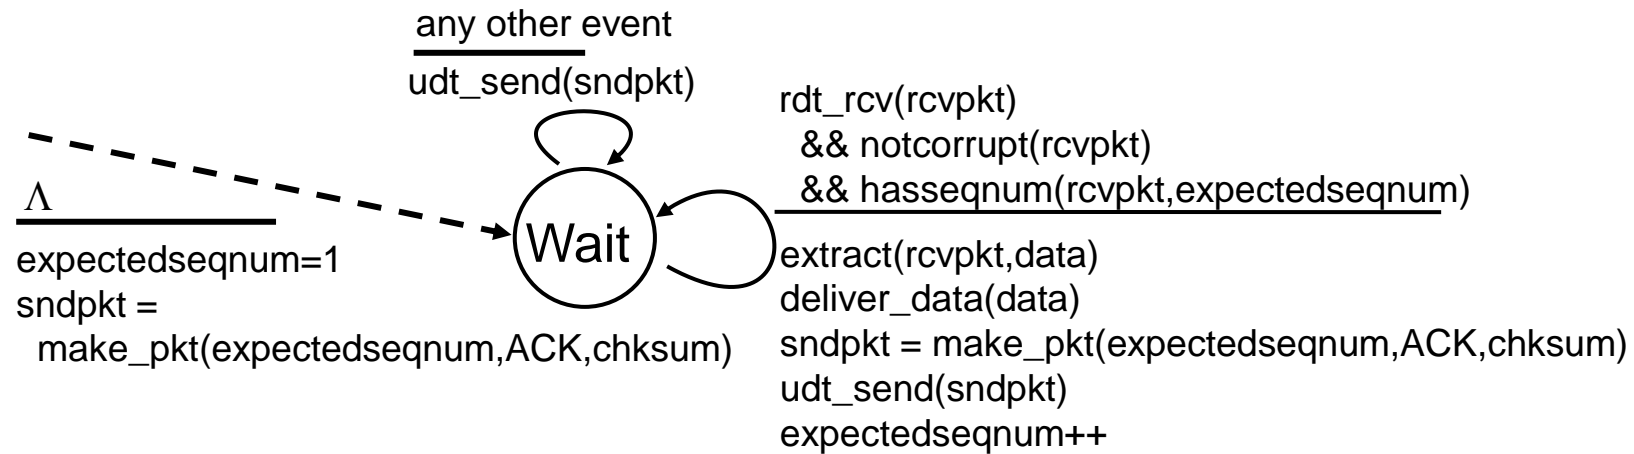 any other event
udt_send(sndpkt)
rdt_rcv(rcvpkt)
&& notcorrupt(rcvpkt)
&& hasseqnum(rcvpkt,expectedseqnum)
Λ
expectedseqnum=1
sndpkt =
make_pkt(expectedseqnum,ACK,chksum)
Wait
extract(rcvpkt,data)
deliver_data(data)
sndpkt = make_pkt(expectedseqnum,ACK,chksum)
udt_send(sndpkt)
expectedseqnum++